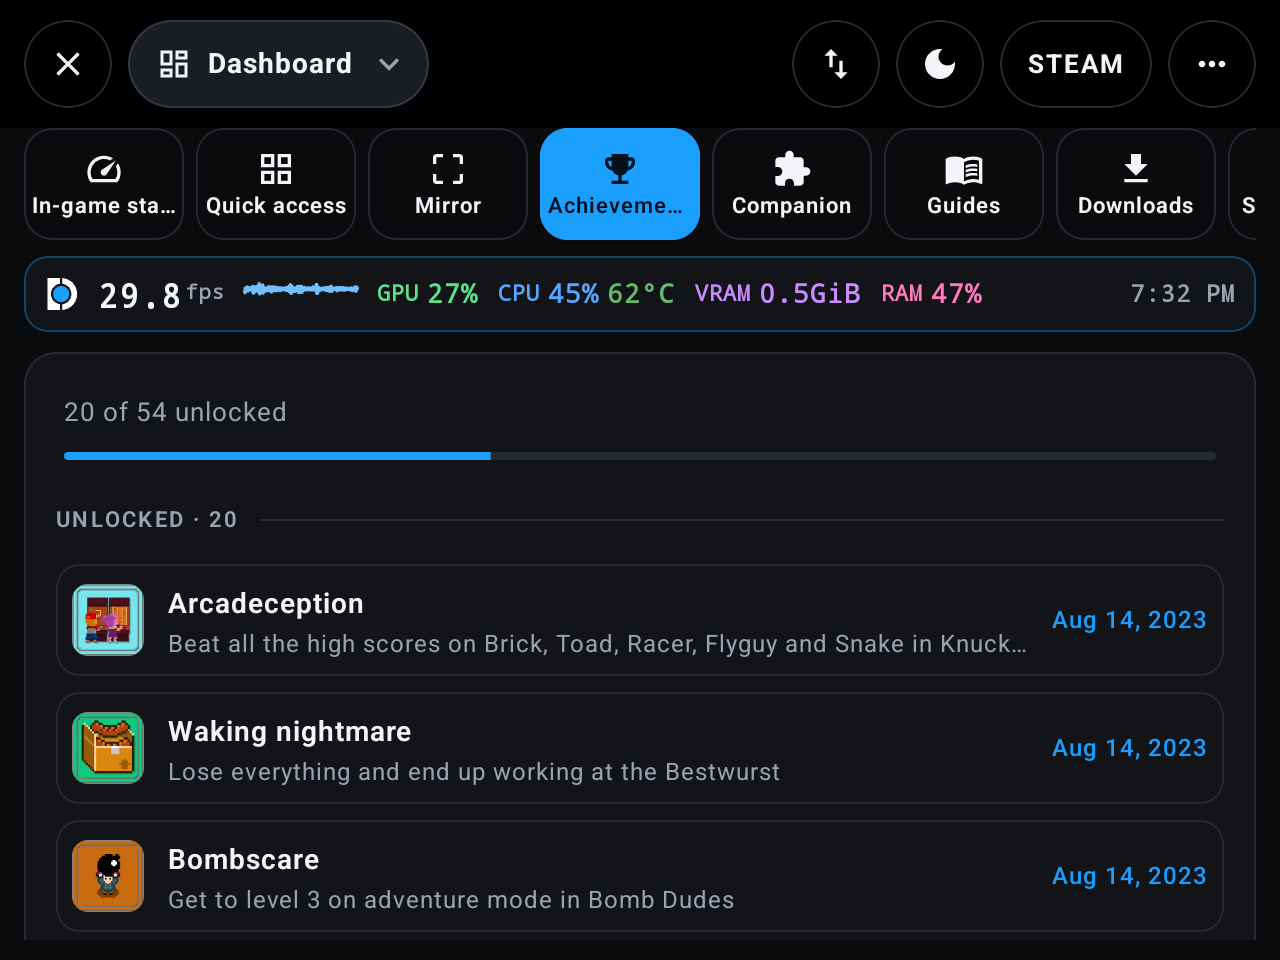 Dashboard
STEAM
In-game sta...
Quick access
Mirror
Achieveme...
Companion
Guides
Downloads
S
29.8 fps GPU 27% CPU 45% 62°C VRAM 0.5GiB RAM 47% 7:32 PM
20 of 54 unlocked
UNLOCKED · 20
Arcadeception
Beat all the high scores on Brick, Toad, Racer, Flyguy and Snake in Knuck...
Aug 14, 2023
Waking nightmare
Lose everything and end up working at the Bestwurst
Aug 14, 2023
Bombscare
Get to level 3 on adventure mode in Bomb Dudes
Aug 14, 2023